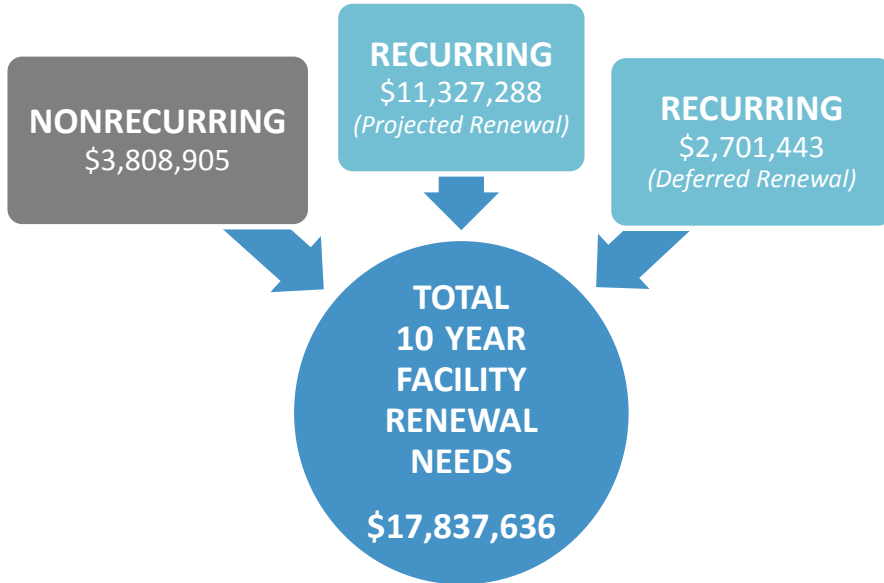 NONRECURRING
$3,808,905
RECURRING
$11,327,288
(Projected Renewal)
RECURRING
$2,701,443
(Deferred Renewal)
TOTAL
10 YEAR
FACILITY
RENEWAL
NEEDS
$17,837,636